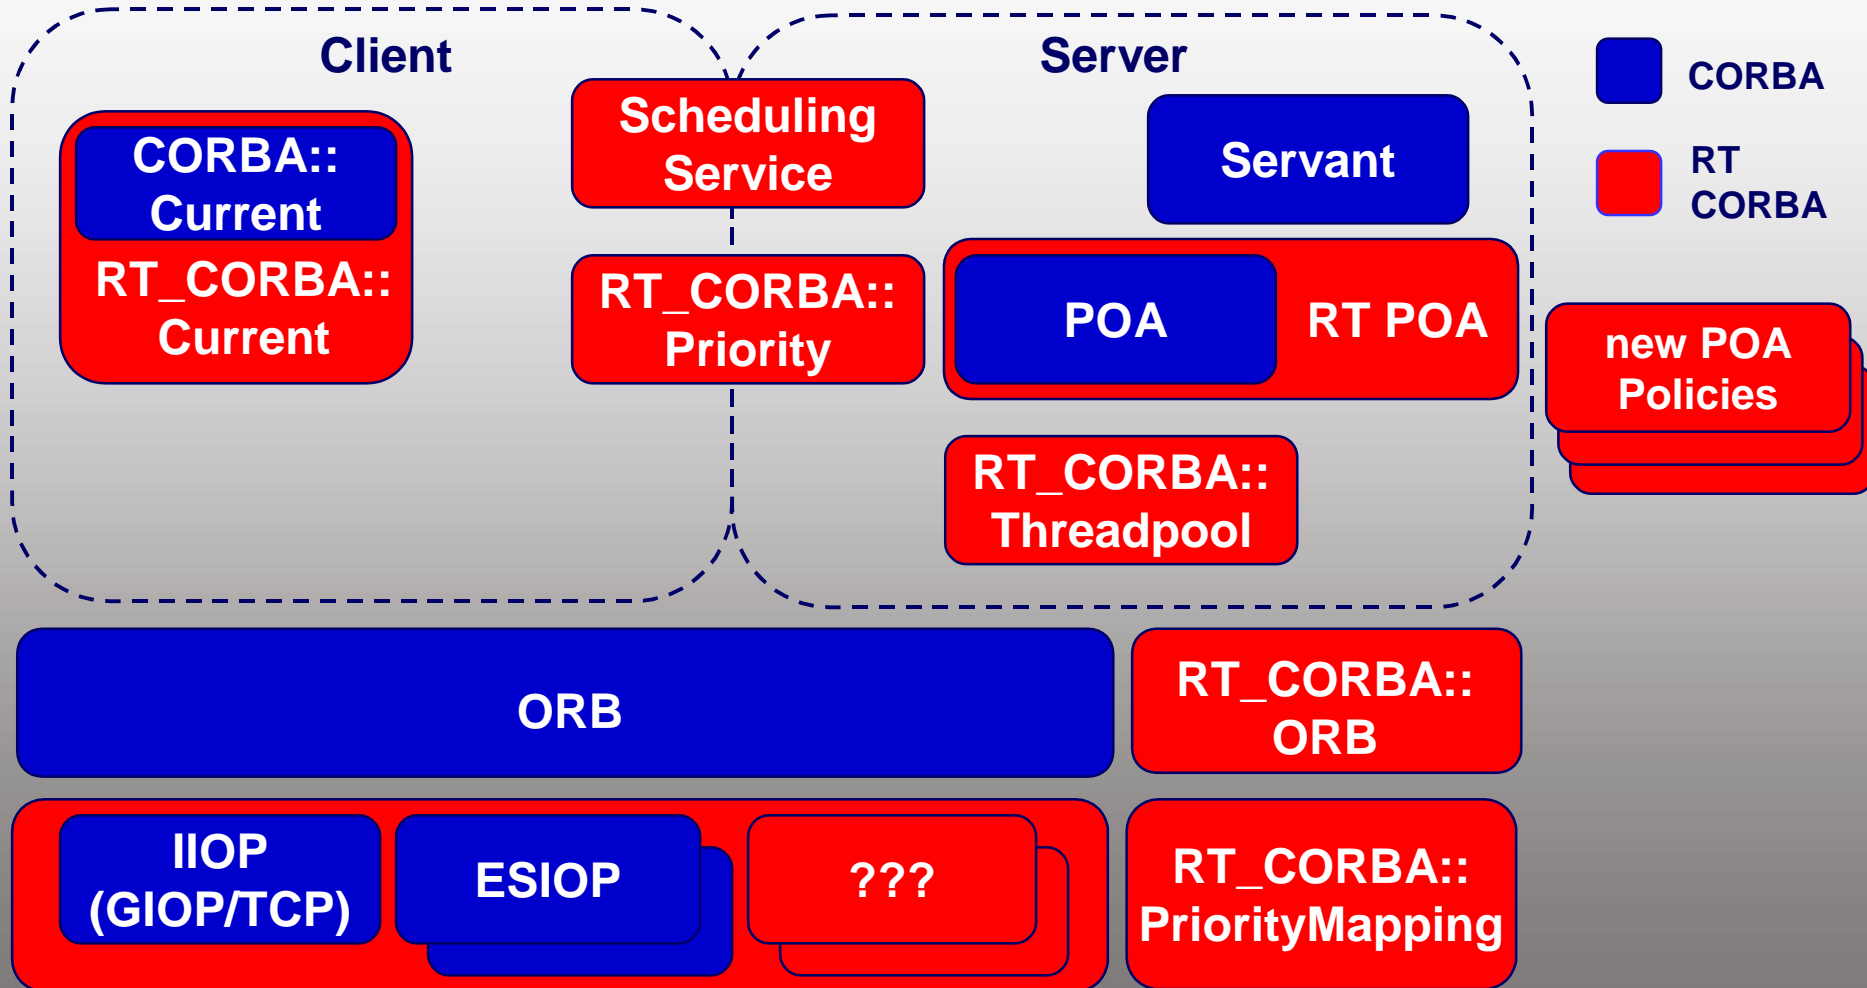 Client
Server
CORBA
RT
CORBA
CORBA::
Current
RT_CORBA::
Current
Scheduling
Service
RT_CORBA::
Priority
Servant
POA
RT POA
new POA
Policies
RT_CORBA::
Threadpool
ORB
RT_CORBA::
ORB
IIOP
(GIOP/TCP)
ESIOP
???
RT_CORBA::
PriorityMapping